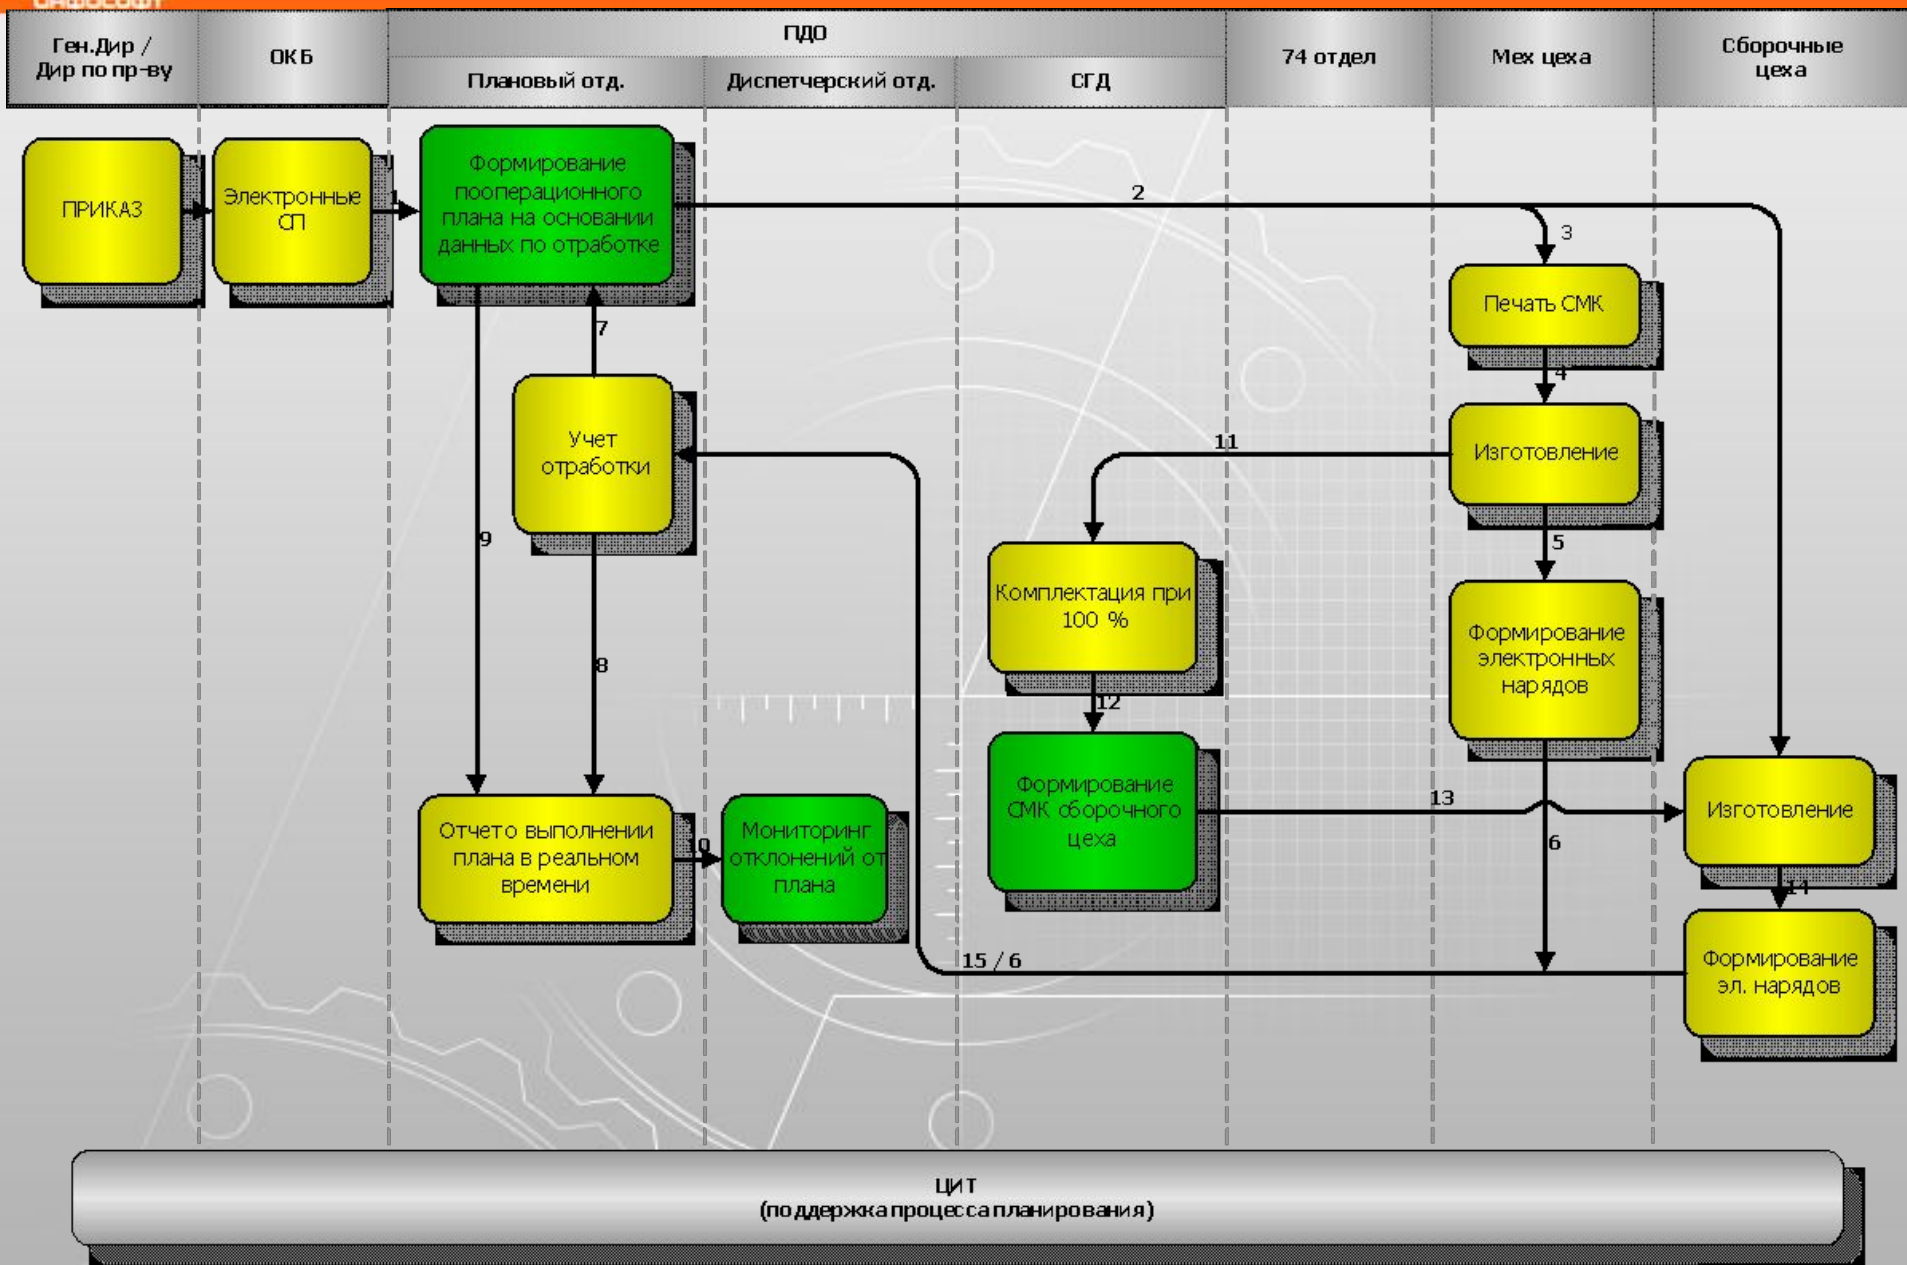 Ген.Дир /
Дир по пр-ву
ОКБ
ПДО
Плановый отд.
Диспетчерский отд.
СГД
74 отдел
Мех цеха
Сборочные
цеха
ПРИКАЗ
Электронные
СП
1
Формирование
пооперационного
плана на основании
данных по отработке
2
3
Печать СМК
4
7
Учет
отработки
11
Изготовление
5
9
Комплектация при
100 %
Формирование
электронных
нарядов
8
12
Формирование
СМК сборочного
цеха
13
6
Изготовление
Отчет о выполнении
плана в реальном
времени
10
Мониторинг
отклонений от
плана
14
15 / 6
Формирование
эл. нарядов
ЦИТ
(поддержка процесса планирования)